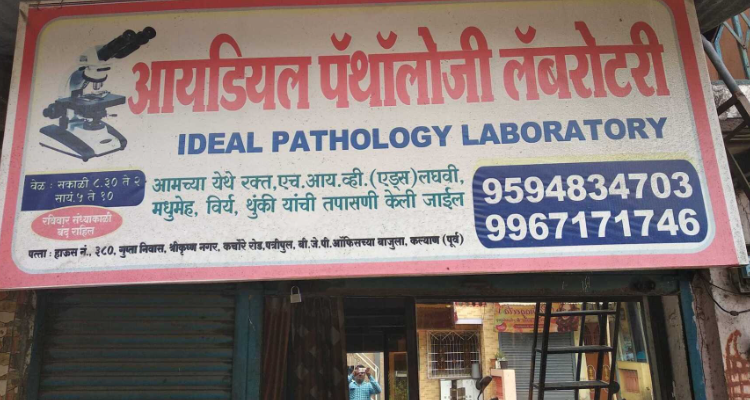 आयडियल पॅथॉलोजी लॅबरोटरी
IDEAL PATHOLOGY LABORATORY
वेळ : सकाळी ८.३० ते २
सायं. ५ ते १०
रविवार संध्याकाळी
बंद राहिल
आमच्या येथे रक्त,एच.आय.व्ही.(एड्स) लघवी,
मधुमेह, विर्य, थुंकी यांची तपासणी केली जाईल
9594834703
9967171746
पत्ता : हाऊस नं., ३८०, गुप्ता निवास, श्रीकृष्ण नगर, कचोरे रोड, पत्रीपुल, बी.जे.पी.ऑफिसच्या बाजुला, कल्याण (पूर्व)